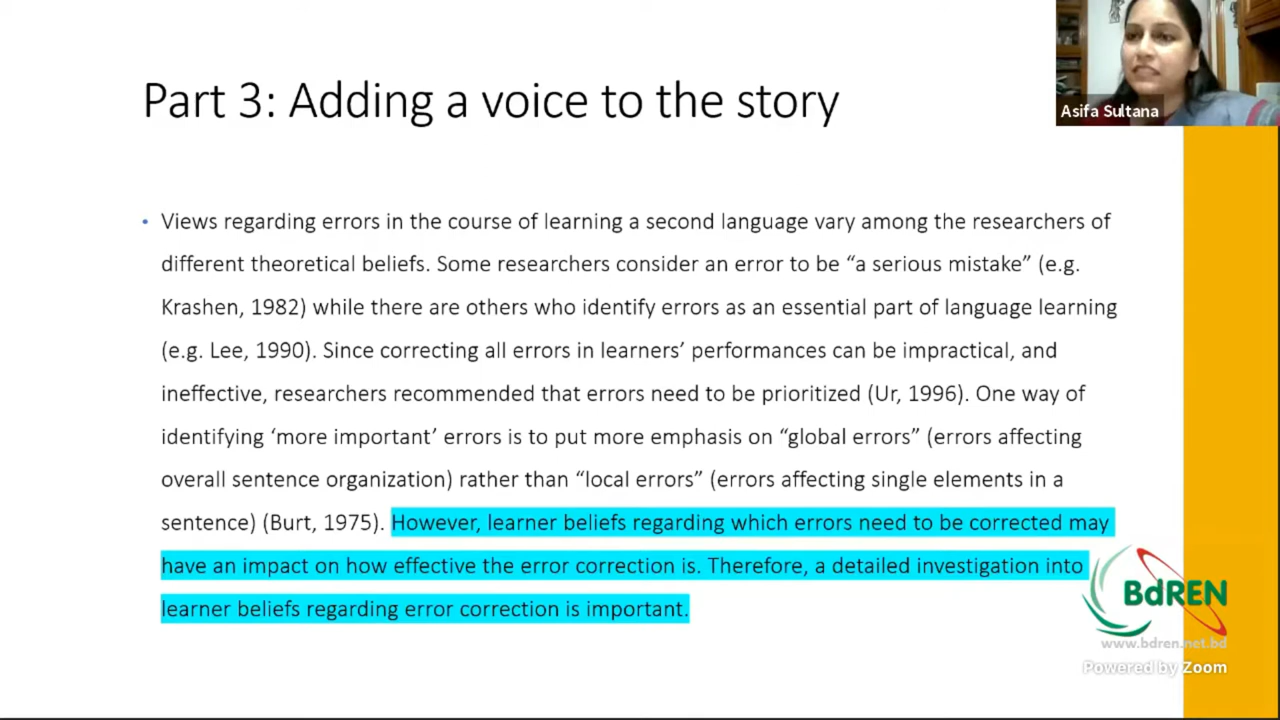 Part 3: Adding a voice to the story
Asifa Sultana
• Views regarding errors in the course of learning a second language vary among the researchers of
different theoretical beliefs. Some researchers consider an error to be “a serious mistake” (e.g.
Krashen, 1982) while there are others who identify errors as an essential part of language learning
(e.g. Lee, 1990). Since correcting all errors in learners’ performances can be impractical, and
ineffective, researchers recommended that errors need to be prioritized (Ur, 1996). One way of
identifying ‘more important’ errors is to put more emphasis on “global errors” (errors affecting
overall sentence organization) rather than “local errors” (errors affecting single elements in a
sentence) (Burt, 1975). However, learner beliefs regarding which errors need to be corrected may
have an impact on how effective the error correction is. Therefore, a detailed investigation into
learner beliefs regarding error correction is important.
BdREN
www.bdren.net.bd
Powered by Zoom